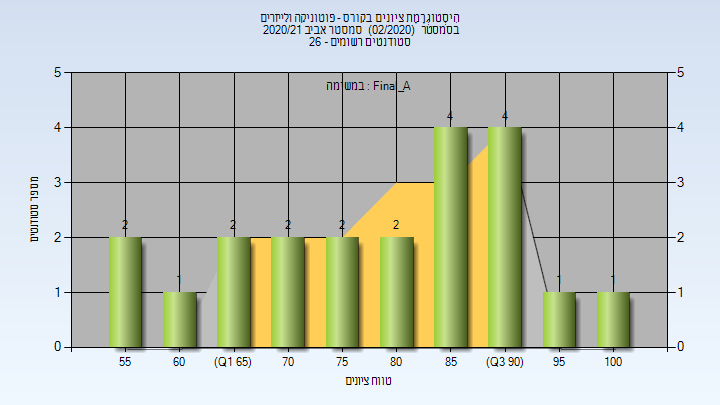 היסטוגרמת ציונים בקורס - פוטוניקה ולייזרים
בסמסטר (02/2020) סמסטר אביב 2020/21
סטודנטים רשומים - 26
במשימה : Final_A
5 5
4 4
3 3
2 2
1 1
0 0
2 1 2 2 2 2 4 4 1 1
מספר סטודנטים
55 60 (Q1 65) 70 75 80 85 (Q3 90) 95 100
טווח ציונים